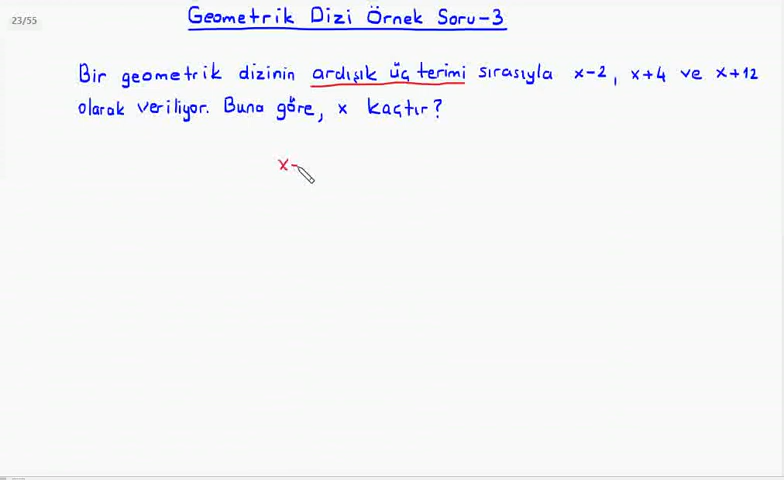 23/55
Geometrik Dizi Örnek Soru-3
Bir geometrik dizinin ardışık üç terimi sırasıyla x-2, x+4 ve x+12
olarak veriliyor. Buna göre, x kaçtır?
x-